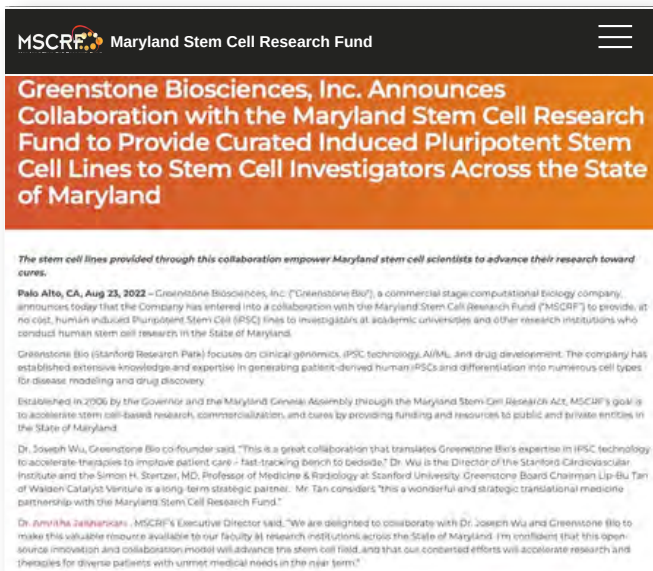 MSCRF Maryland Stem Cell Research Fund
Greenstone Biosciences, Inc. Announces
Collaboration with the Maryland Stem Cell Research
Fund to Provide Curated Induced Pluripotent Stem
Cell Lines to Stem Cell Investigators Across the State
of Maryland
The stem cell lines provided through this collaboration empower Maryland stem cell scientists to advance their research toward
cures.
Palo Alto, CA, Aug 23, 2022 – Greenstone Biosciences, Inc. ("Greenstone Bio"), a commercial stage computational biology company,
announces today that the Company has entered into a collaboration with the Maryland Stem Cell Research Fund ("MSCRF") to provide, at
no cost, human induced Pluripotent Stem Cell (iPSC) lines to investigators at academic universities and other research institutions who
conduct human stem cell research in the State of Maryland.
Greenstone Bio (Stanford Research Park) focuses on clinical genomics, iPSC technology, AI/ML, and drug development. The company has
established extensive knowledge and expertise in generating patient-derived human iPSCs and differentiation into numerous cell types
for disease modeling and drug discovery.
Established in 2006 by the Governor and the Maryland General Assembly through the Maryland Stem Cell Research Act, MSCRF's goal is
to accelerate stem cell-based research, commercialization, and cures by providing funding and resources to public and private entities in
the State of Maryland.
Dr. Joseph Wu, Greenstone Bio co-founder said, "This is a great collaboration that translates Greenstone Bio's expertise in iPSC technology
to accelerate therapies to improve patient care – fast-tracking bench to bedside." Dr. Wu is the Director of the Stanford Cardiovascular
Institute and the Simon H. Stertzer, MD, Professor of Medicine & Radiology at Stanford University. Greenstone Board Chairman Lip-Bu Tan
of Walden Catalyst Venture is a long-term strategic partner. Mr. Tan considers "this a wonderful and strategic translational medicine
partnership with the Maryland Stem Cell Research Fund."
Dr. Amritha Jaishankar, MSCRF's Executive Director said, "We are delighted to collaborate with Dr. Joseph Wu and Greenstone Bio to
make this valuable resource available to our faculty at research institutions across the State of Maryland. I'm confident that this open-
source innovation and collaboration model will advance the stem cell field, and that our concerted efforts will accelerate research and
therapies for diverse patients with unmet medical needs in the near term."